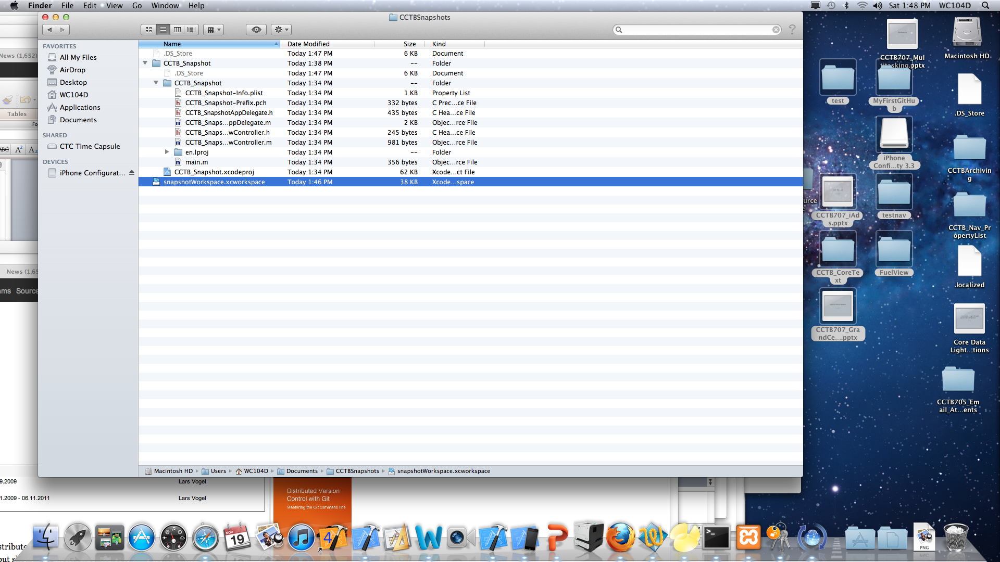 Finder File Edit View Go Window Help
Sat 1:48 PM WC104D
CCTBSnapshots
FAVORITES
All My Files
AirDrop
Desktop
WC104D
Applications
Documents
SHARED
CTC Time Capsule
DEVICES
iPhone Configurat...
Name Date Modified Size Kind
.DS_Store Today 1:47 PM 6 KB Document
CCTB_Snapshot Today 1:38 PM -- Folder
.DS_Store Today 1:47 PM 6 KB Document
CCTB_Snapshot Today 1:34 PM -- Folder
CCTB_Snapshot-Info.plist Today 1:34 PM 1 KB Property List
CCTB_Snapshot-Prefix.pch Today 1:34 PM 332 bytes C Prec...ce File
CCTB_SnapshotAppDelegate.h Today 1:34 PM 435 bytes C Hea...ce File
CCTB_Snaps...ppDelegate.m Today 1:34 PM 2 KB Objec...rce File
CCTB_Snaps...wController.h Today 1:34 PM 245 bytes C Hea...ce File
CCTB_Snaps...wController.m Today 1:34 PM 981 bytes Objec...rce File
en.lproj Today 1:34 PM -- Folder
main.m Today 1:34 PM 356 bytes Objec...rce File
CCTB_Snapshot.xcodeproj Today 1:34 PM 62 KB Xcode...ct File
snapshotWorkspace.xcworkspace Today 1:46 PM 38 KB Xcode...space
Macintosh HD Users WC104D Documents CCTBSnapshots snapshotWorkspace.xcworkspace
News (1,652)
Tables
Fo
ABC A2 A2
News (1,65
ms Source
9.2009 Lars Vogel
1.2009 - 06.11.2011 Lars Vogel
Distributed Version
Control with Git
Mastering the Git command line
stribute
out sh
CCTB707_Mul
titasking.pptx
Macintosh HD
test
MyFirstGitHu
b
.DS_Store
iPhone
Confi...ty 3.3
CCTBArchivin
g
urce
e
CCTB707_iAd
s.pptx
testnav
CCTB_Nav_Pr
opertyList
CCTB_CoreTe
xt
FuelView
.localized
CCTB707_Gra
ndCe....pptx
Core Data
Light...tions
CCTB705_Em
ail_At...ents
NOV
19
4
PNG